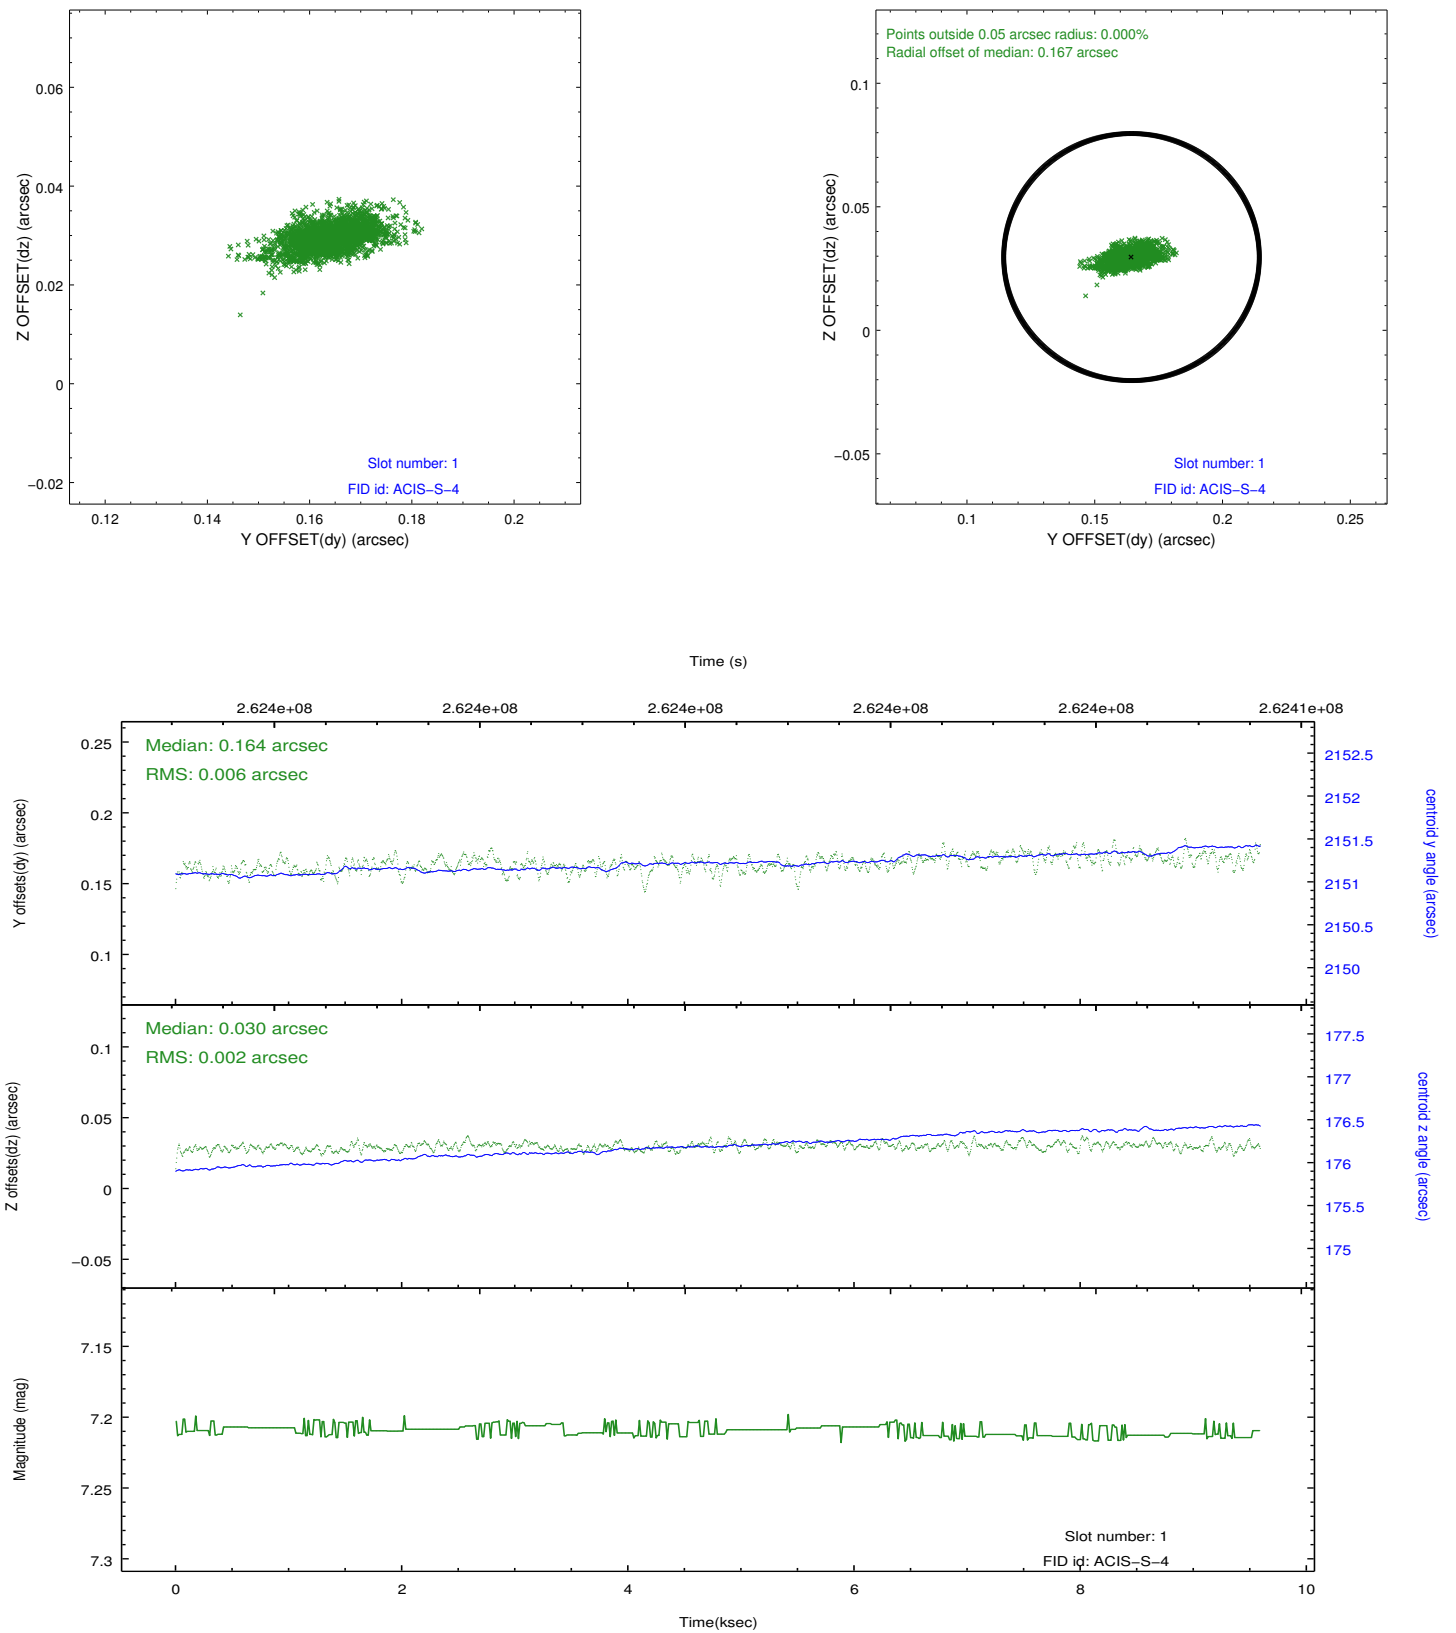 0.06
0.04
0.02
0
−0.02
0.12
0.14
0.16
0.18
0.2
Z OFFSET(dz) (arcsec)
Y OFFSET(dy) (arcsec)
Slot number: 1
FID id: ACIS−S−4
Points outside 0.05 arcsec radius: 0.000%
Radial offset of median: 0.167 arcsec
0.1
0.05
0
−0.05
0.1
0.15
0.2
0.25
Z OFFSET(dz) (arcsec)
Y OFFSET(dy) (arcsec)
Slot number: 1
FID id: ACIS−S−4
Time (s)
2.624e+08
2.624e+08
2.624e+08
2.624e+08
2.624e+08
2.6241e+08
Median: 0.164 arcsec
RMS: 0.006 arcsec
0.25
0.2
0.15
0.1
Y offsets(dy) (arcsec)
2152.5
2152
2151.5
2151
2150.5
2150
centroid y angle (arcsec)
Median: 0.030 arcsec
RMS: 0.002 arcsec
0.1
0.05
0
−0.05
Z offsets(dz) (arcsec)
177.5
177
176.5
176
175.5
175
centroid z angle (arcsec)
7.15
7.2
7.25
7.3
Magnitude (mag)
Slot number: 1
FID id: ACIS−S−4
0
2
4
6
8
10
Time(ksec)